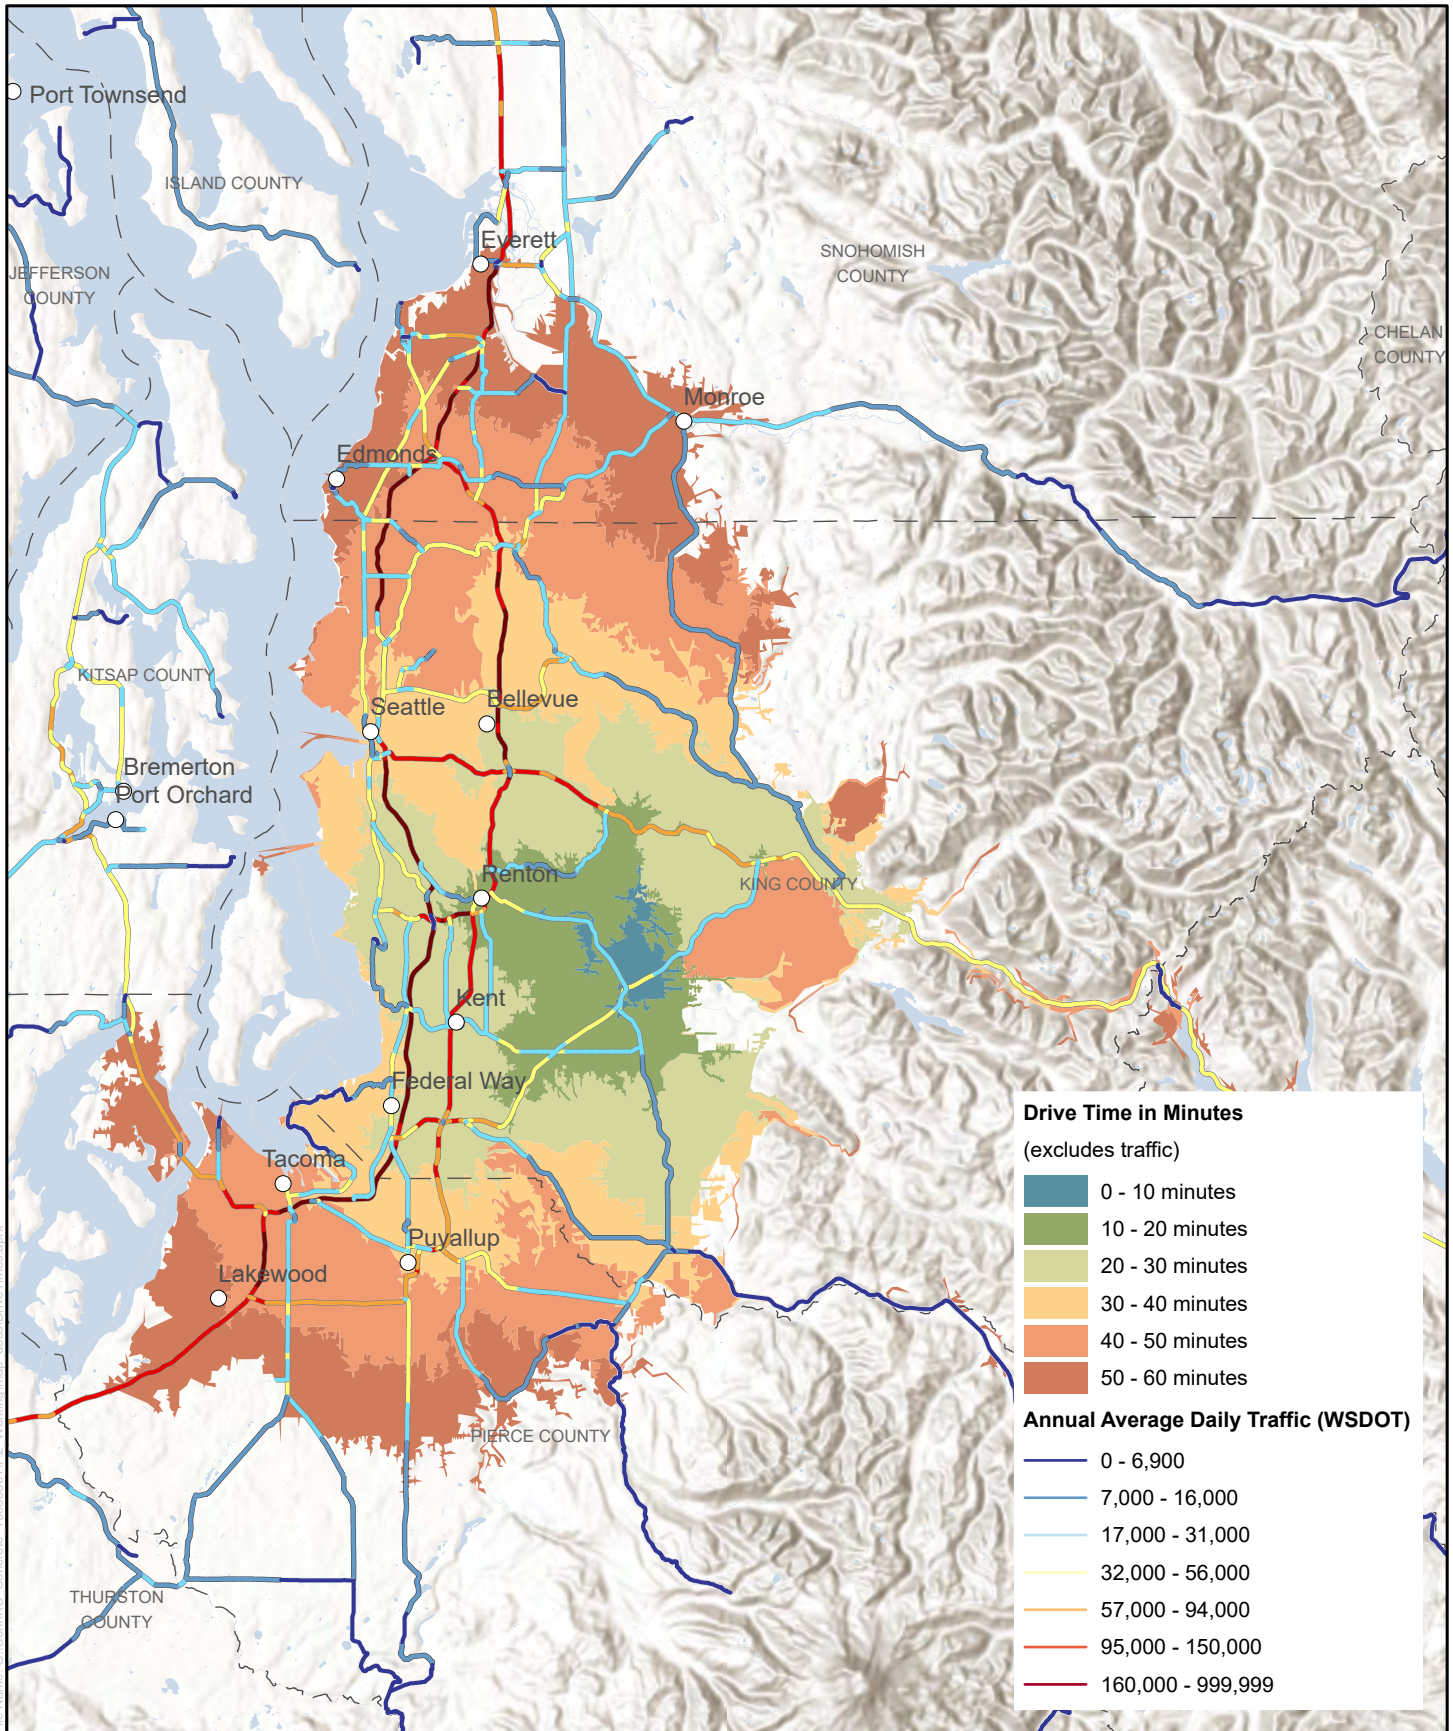 Port Townsend
ISLAND COUNTY
Everett
SNOHOMISH
COUNTY
JEFFERSON
COUNTY
CHELAN
COUNTY
Monroe
Edmonds
KITSAP COUNTY
Seattle
Bellevue
Bremerton
Port Orchard
Renton
KING COUNTY
Kent
Federal Way
Tacoma
Puyallup
Lakewood
PIERCE COUNTY
THURSTON
COUNTY
Drive Time in Minutes
(excludes traffic)
0 - 10 minutes
10 - 20 minutes
20 - 30 minutes
30 - 40 minutes
40 - 50 minutes
50 - 60 minutes
Annual Average Daily Traffic (WSDOT)
0 - 6,900
7,000 - 16,000
17,000 - 31,000
32,000 - 56,000
57,000 - 94,000
95,000 - 150,000
160,000 - 999,999